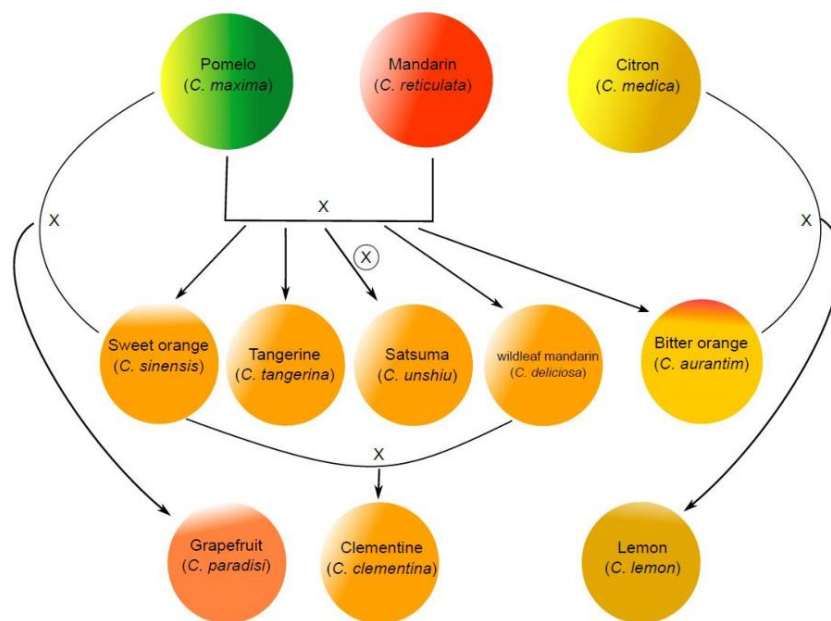 Pomelo
(C. maxima)
Mandarin
(C. reticulata)
Citron
(C. medica)
X
X
X
X
Sweet orange
(C. sinensis)
Tangerine
(C. tangerina)
Satsuma
(C. unshiu)
wildleaf mandarin
(C. deliciosa)
Bitter orange
(C. aurantim)
X
Grapefruit
(C. paradisi)
Clementine
(C. clementina)
Lemon
(C. lemon)